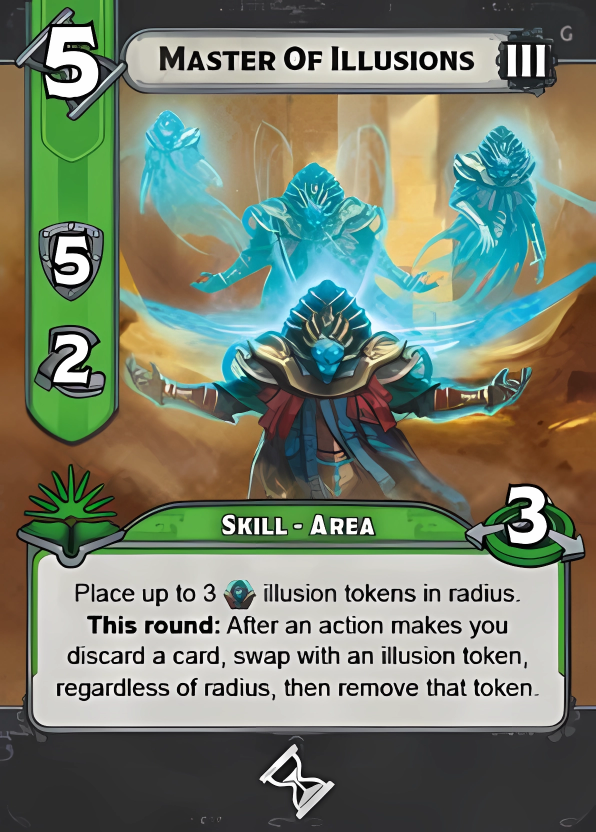 5
MASTER OF ILLUSIONS
III
G
5
2
SKILL - AREA
3
Place up to 3 illusion tokens in radius.
This round: After an action makes you
discard a card, swap with an illusion token,
regardless of radius, then remove that token.